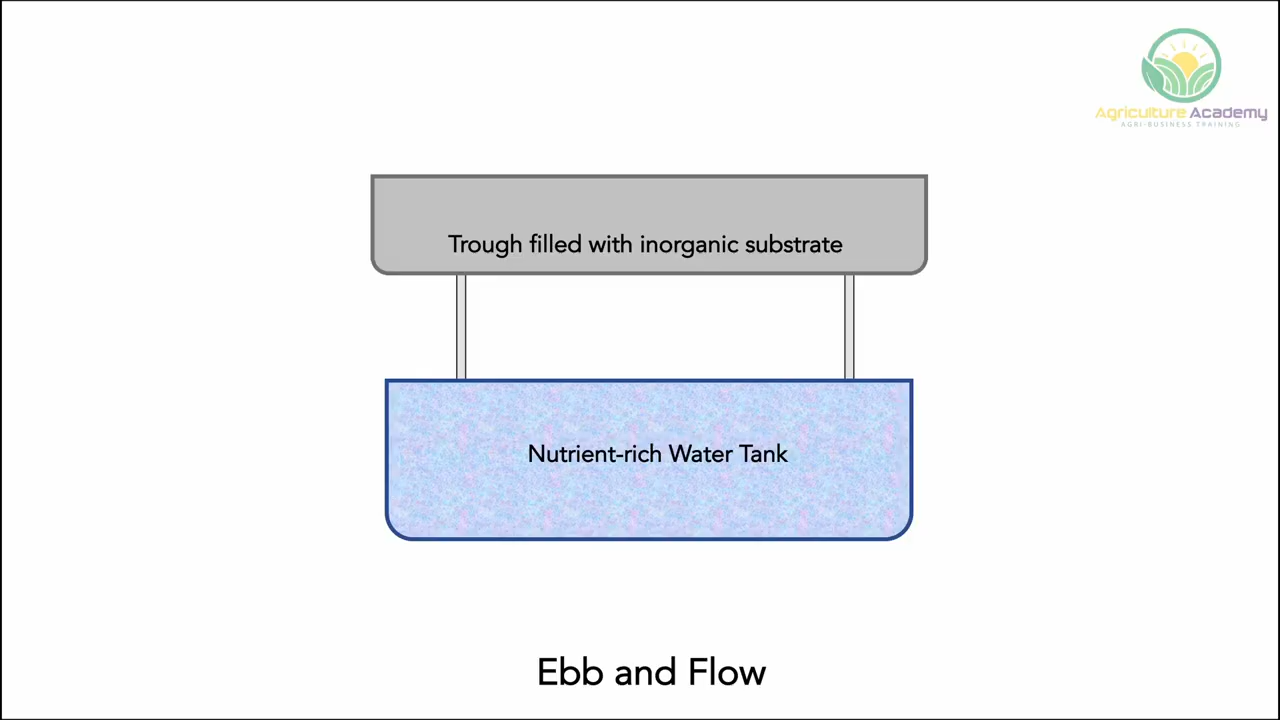 Agriculture Academy
AGRI-BUSINESS TRAINING
Trough filled with inorganic substrate
Nutrient-rich Water Tank
Ebb and Flow